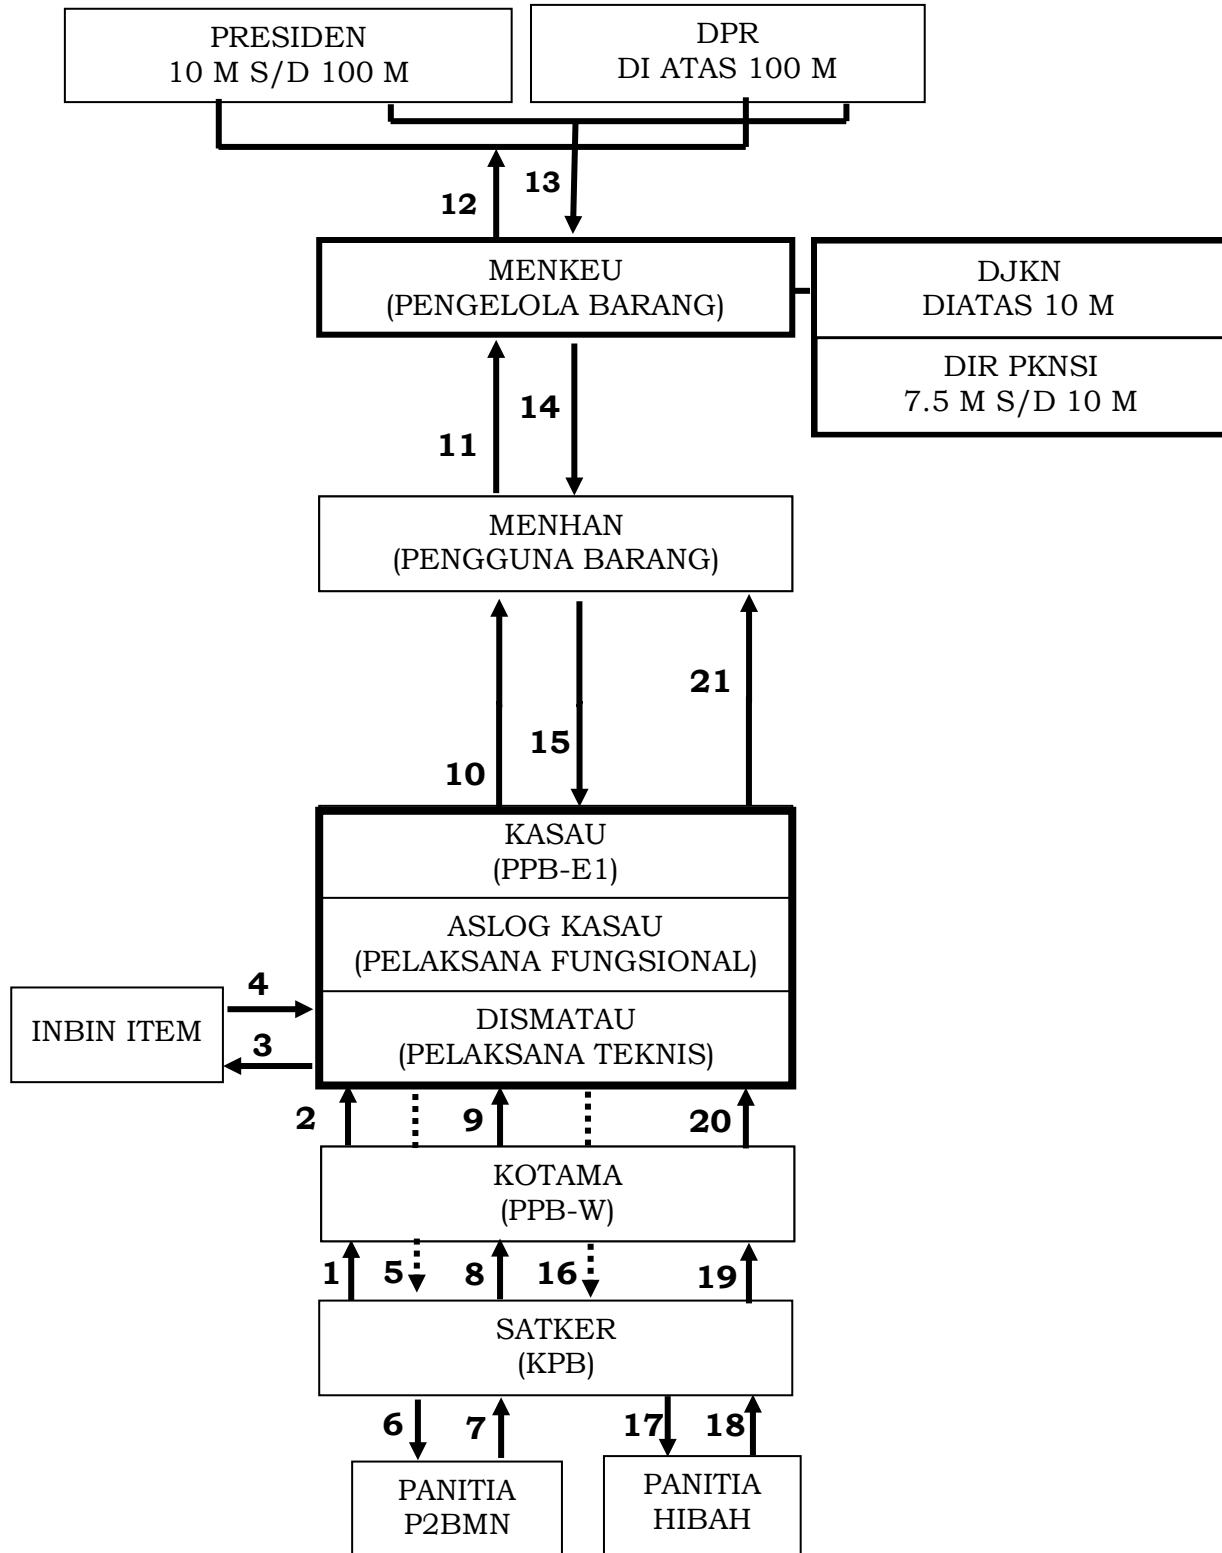 PRESIDEN
10 M S/D 100 M
DPR
DI ATAS 100 M
12
13
MENKEU
(PENGELOLA BARANG)
DJKN
DIATAS 10 M
DIR PKNSI
7.5 M S/D 10 M
11
14
MENHAN
(PENGGUNA BARANG)
10
15
21
KASAU
(PPB-E1)
ASLOG KASAU
(PELAKSANA FUNGSIONAL)
DISMATAU
(PELAKSANA TEKNIS)
INBIN ITEM
4
3
2
9
20
KOTAMA
(PPB-W)
1
5
8
16
19
SATKER
(KPB)
6
7
17
18
PANITIA
P2BMN
PANITIA
HIBAH